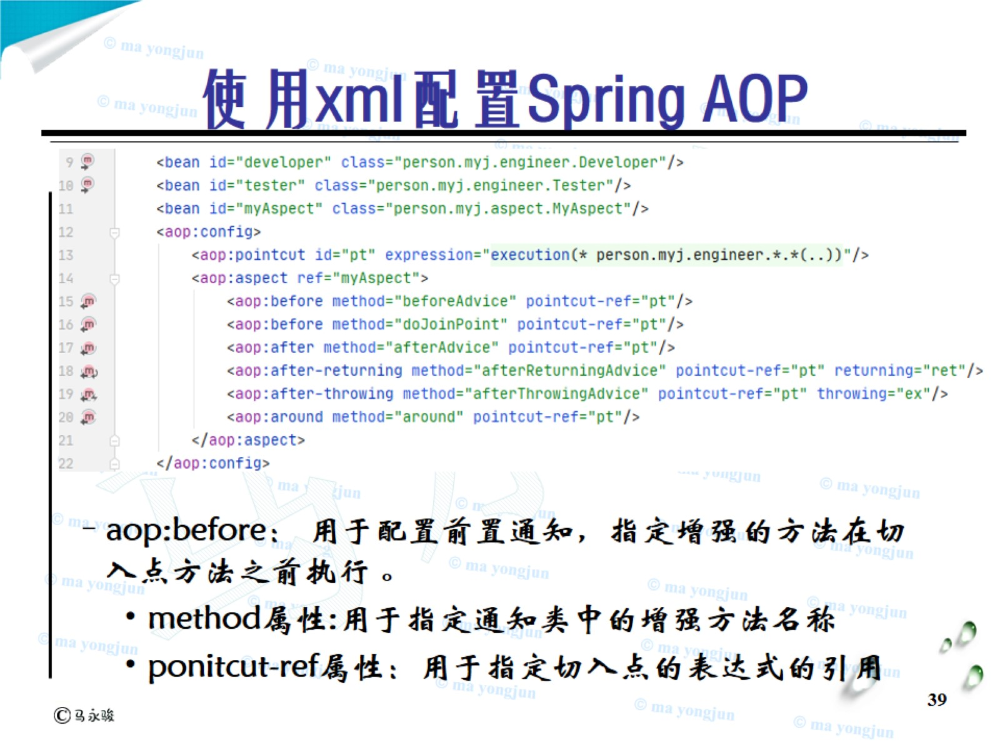 使用xml配置Spring AOP
9 <bean id="developer" class="person.myj.engineer.Developer"/>
10 <bean id="tester" class="person.myj.engineer.Tester"/>
11 <bean id="myAspect" class="person.myj.aspect.MyAspect"/>
12 <aop:config>
13 <aop:pointcut id="pt" expression="execution(* person.myj.engineer.*.*(..))"/>
14 <aop:aspect ref="myAspect">
15 <aop:before method="beforeAdvice" pointcut-ref="pt"/>
16 <aop:before method="doJoinPoint" pointcut-ref="pt"/>
17 <aop:after method="afterAdvice" pointcut-ref="pt"/>
18 <aop:after-returning method="afterReturningAdvice" pointcut-ref="pt" returning="ret"/>
19 <aop:after-throwing method="afterThrowingAdvice" pointcut-ref="pt" throwing="ex"/>
20 <aop:around method="around" pointcut-ref="pt"/>
21 </aop:aspect>
22 </aop:config>
– aop:before： 用于配置前置通知，指定增强的方法在切
入点方法之前执行 。
• method属性:用于指定通知类中的增强方法名称
• ponitcut-ref属性：用于指定切入点的表达式的引用
©马永骏
39
© ma yongjun